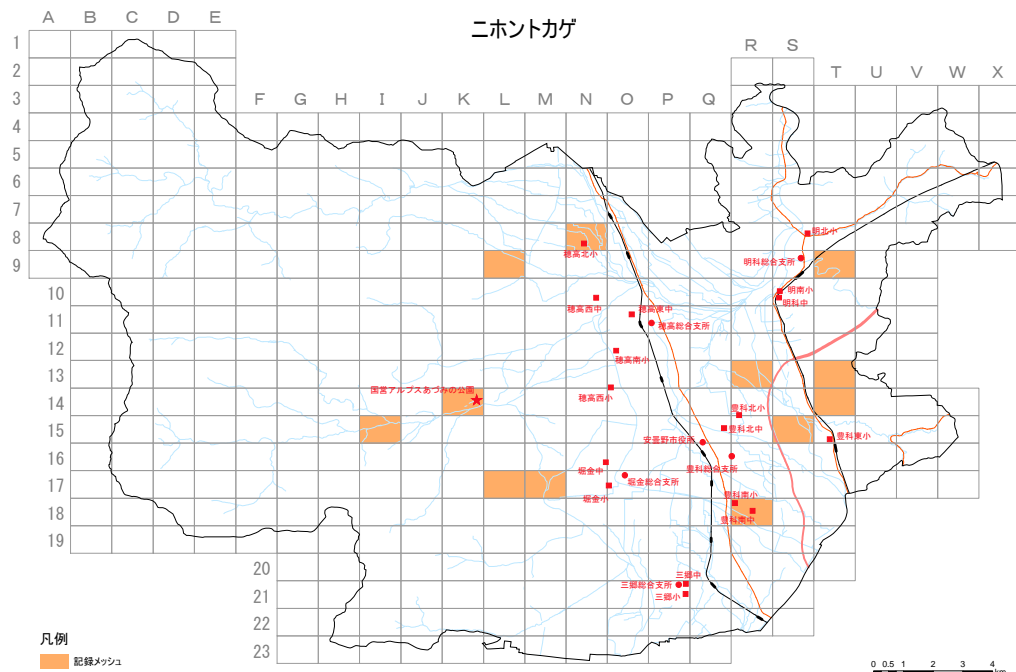 ニホントカゲ
A B C D E
R S
T U V W X
F G H I J K L M N O P Q
1
2
3
4
5
6
7
8
9
10
11
12
13
14
15
16
17
18
19
20
21
22
23
明北小
穂高北小
明科総合支所
明南小
明科中
穂高西中
穂高東中
穂高総合支所
穂高南小
国営アルプスあづみの公園
穂高西小
豊科北小
豊科北中
豊科東小
安曇野市役所
豊科総合支所
堀金中
堀金総合支所
堀金小
豊科南小
豊科南中
三郷中
三郷総合支所
三郷小
凡例
記録メッシュ
0 0.5 1 2 3 4
km